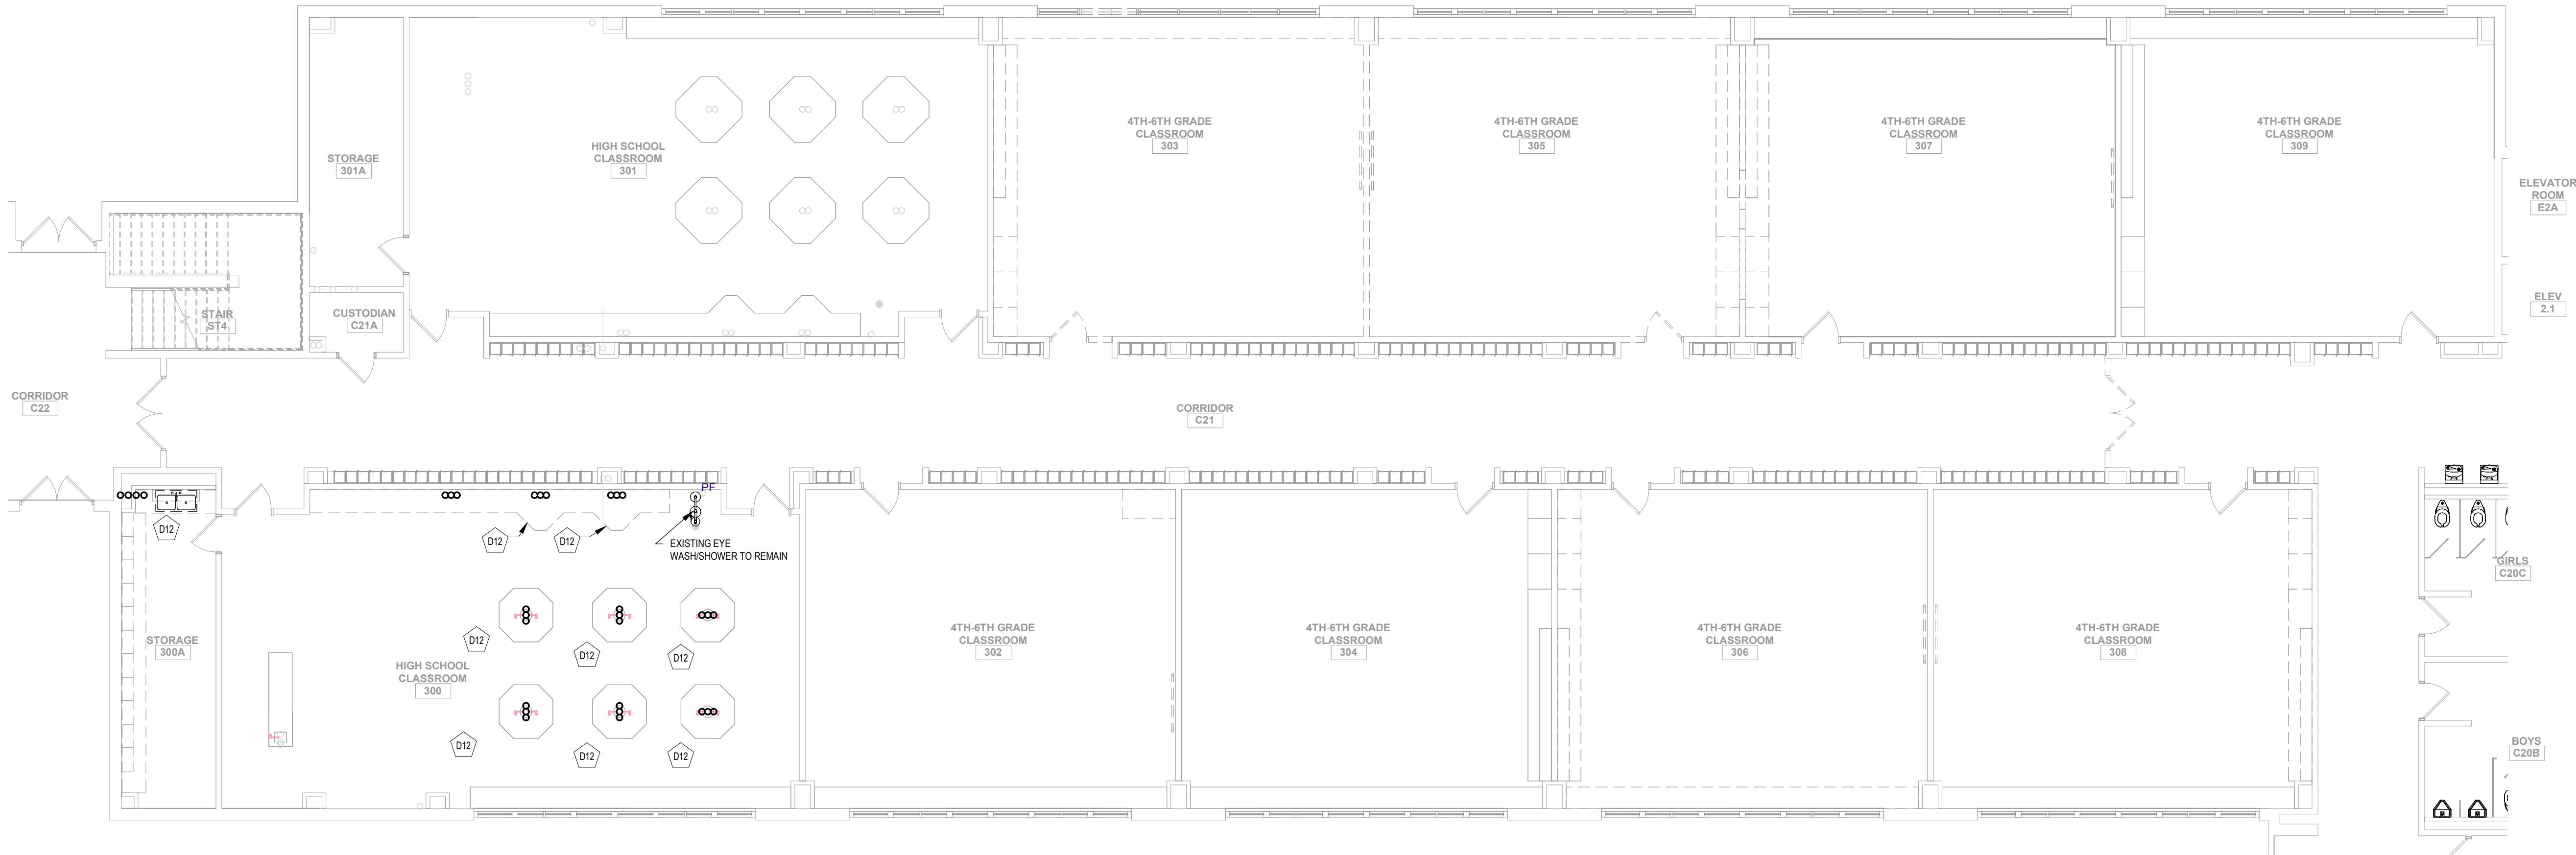 STORAGE
301A
HIGH SCHOOL
CLASSROOM
301
4TH-6TH GRADE
CLASSROOM
303
4TH-6TH GRADE
CLASSROOM
305
4TH-6TH GRADE
CLASSROOM
307
4TH-6TH GRADE
CLASSROOM
309
ELEVATOR
ROOM
E2A
ELEV
2.1
STAIR
ST4
CUSTODIAN
C21A
CORRIDOR
C22
CORRIDOR
C21
D12
D12
D12
PF
EXISTING EYE
WASH/SHOWER TO REMAIN
STORAGE
300A
HIGH SCHOOL
CLASSROOM
300
D12
D12
D12
D12
D12
D12
4TH-6TH GRADE
CLASSROOM
302
4TH-6TH GRADE
CLASSROOM
304
4TH-6TH GRADE
CLASSROOM
306
4TH-6TH GRADE
CLASSROOM
308
GIRLS
C20C
BOYS
C20B